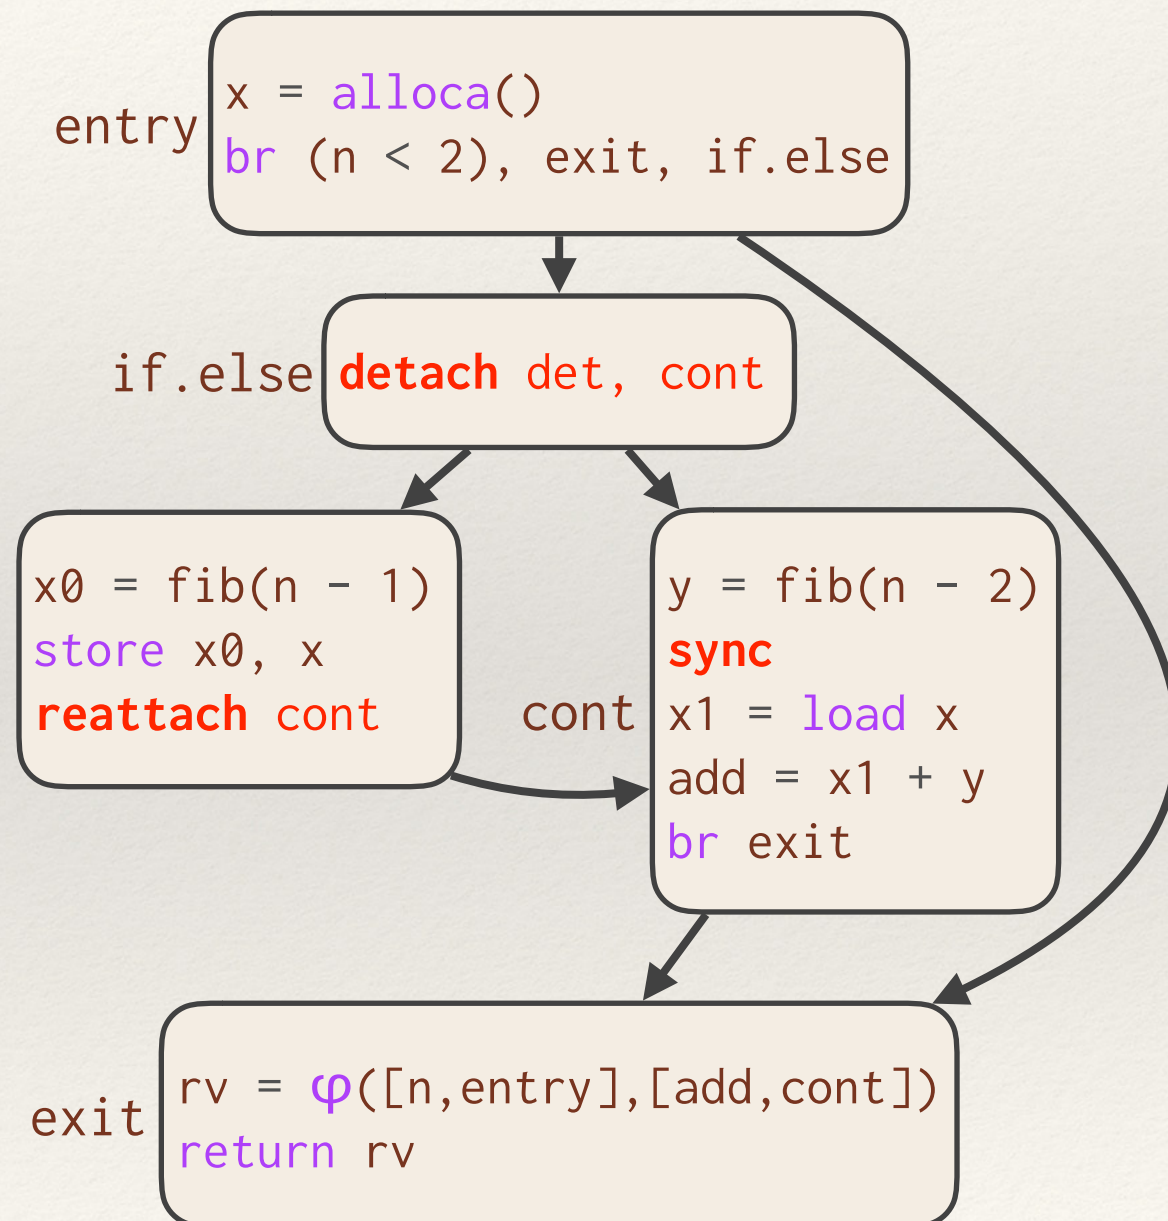 entry
x = alloca()
br (n < 2), exit, if.else
if.else
detach det, cont
x0 = fib(n - 1)
store x0, x
reattach cont
cont
y = fib(n - 2)
sync
x1 = load x
add = x1 + y
br exit
exit
rv = φ([n,entry],[add,cont])
return rv